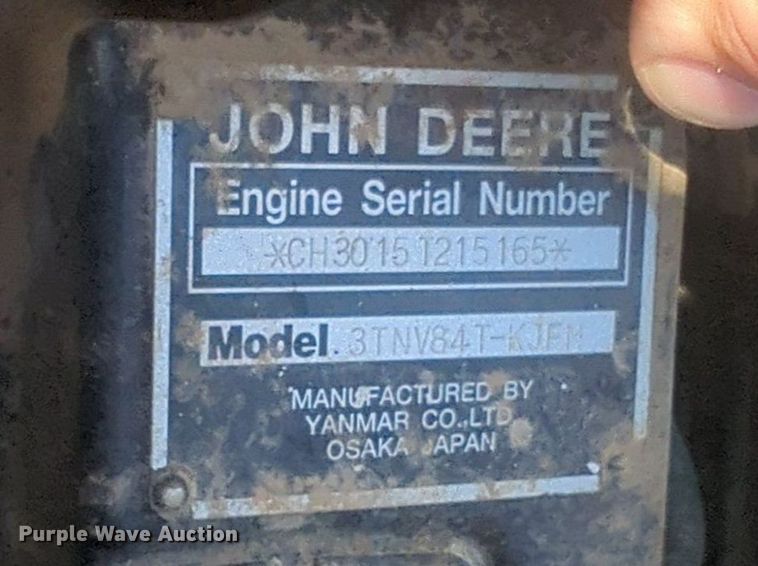 JOHN DEERE
Engine Serial Number
*CH3015T215165*
Model. 3TNV84T-KJFM
MANUFACTURED BY
YANMAR CO.,LTD
OSAKA JAPAN
Purple Wave Auction